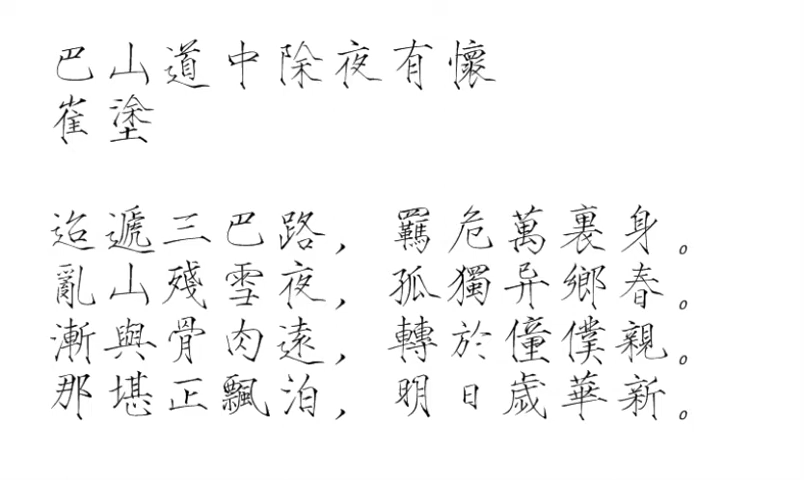 巴山道中除夜有懷
崔塗
迨遞三巴路，羈危萬裏身。
亂山殘雪夜，孤獨异鄉春。
漸與骨肉遠，轉於僮僕親。
那堪正飄泊，明日歲華新。